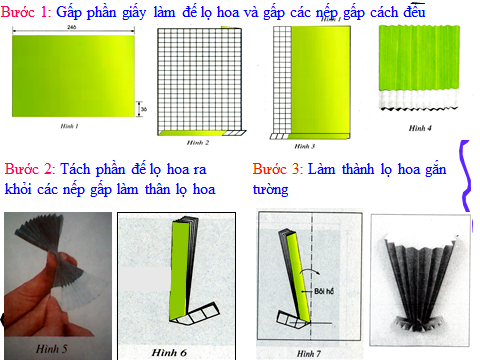 Bước 1: Gấp phần giấy làm đế lọ hoa và gấp các nếp gấp cách đều
246
36
Hình 1
Hình 2
Hình 3
Hình 4
Bước 2: Tách phần đế lọ hoa ra
khỏi các nếp gấp làm thân lọ hoa
Bước 3: Làm thành lọ hoa gắn
tường
Hình 5
Hình 6
Bôi hồ
Hình 7